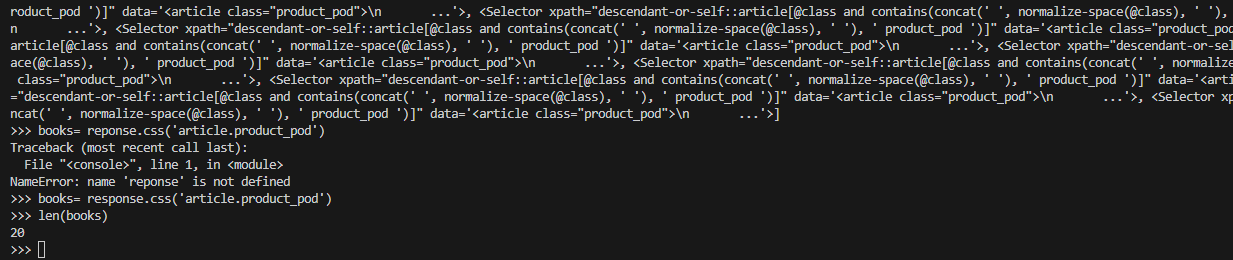 roduct_pod ')]" data='<article class="product_pod">\n       ...'>, <Selector xpath="descendant-or-self::article[@class and contains(concat(' ', normalize-space(@class), ' '),
n       ...'>, <Selector xpath="descendant-or-self::article[@class and contains(concat(' ', normalize-space(@class), ' '), ' product_pod ')]" data='<article
article[@class and contains(concat(' ', normalize-space(@class), ' '), ' product_pod ')]" data='<article class="product_pod">\n       ...'>, <Selector xpath="descendant-or-sel
ace(@class), ' '), ' product_pod ')]" data='<article class="product_pod">\n       ...'>, <Selector xpath="descendant-or-self::article[@class and contains(concat(' ', normalize
 class="product_pod">\n       ...'>, <Selector xpath="descendant-or-self::article[@class and contains(concat(' ', normalize-space(@class), ' '), ' product_pod ')]" data='<arti
="descendant-or-self::article[@class and contains(concat(' ', normalize-space(@class), ' '), ' product_pod ')]" data='<article class="product_pod">\n       ...'>, <Selector xp
ncat(' ', normalize-space(@class), ' '), ' product_pod ')]" data='<article class="product_pod">\n       ...'>]
>>> books= reponse.css('article.product_pod')
Traceback (most recent call last):
  File "<console>", line 1, in <module>
NameError: name 'reponse' is not defined
>>> books= response.css('article.product_pod')
>>> len(books)
20
>>>